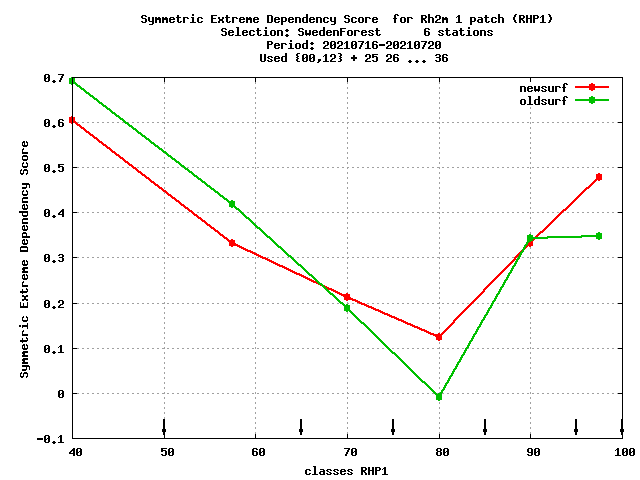 Symmetric Extreme Dependency Score for Rh2m 1 patch (RHP1)
Selection: SwedenForest 6 stations
Period: 20210716-20210720
Used {00,12} + 25 26 ... 36
newsurf
oldsurf
Symmetric Extreme Dependency Score
0.7
0.6
0.5
0.4
0.3
0.2
0.1
0
-0.1
40 50 60 70 80 90 100
classes RHP1